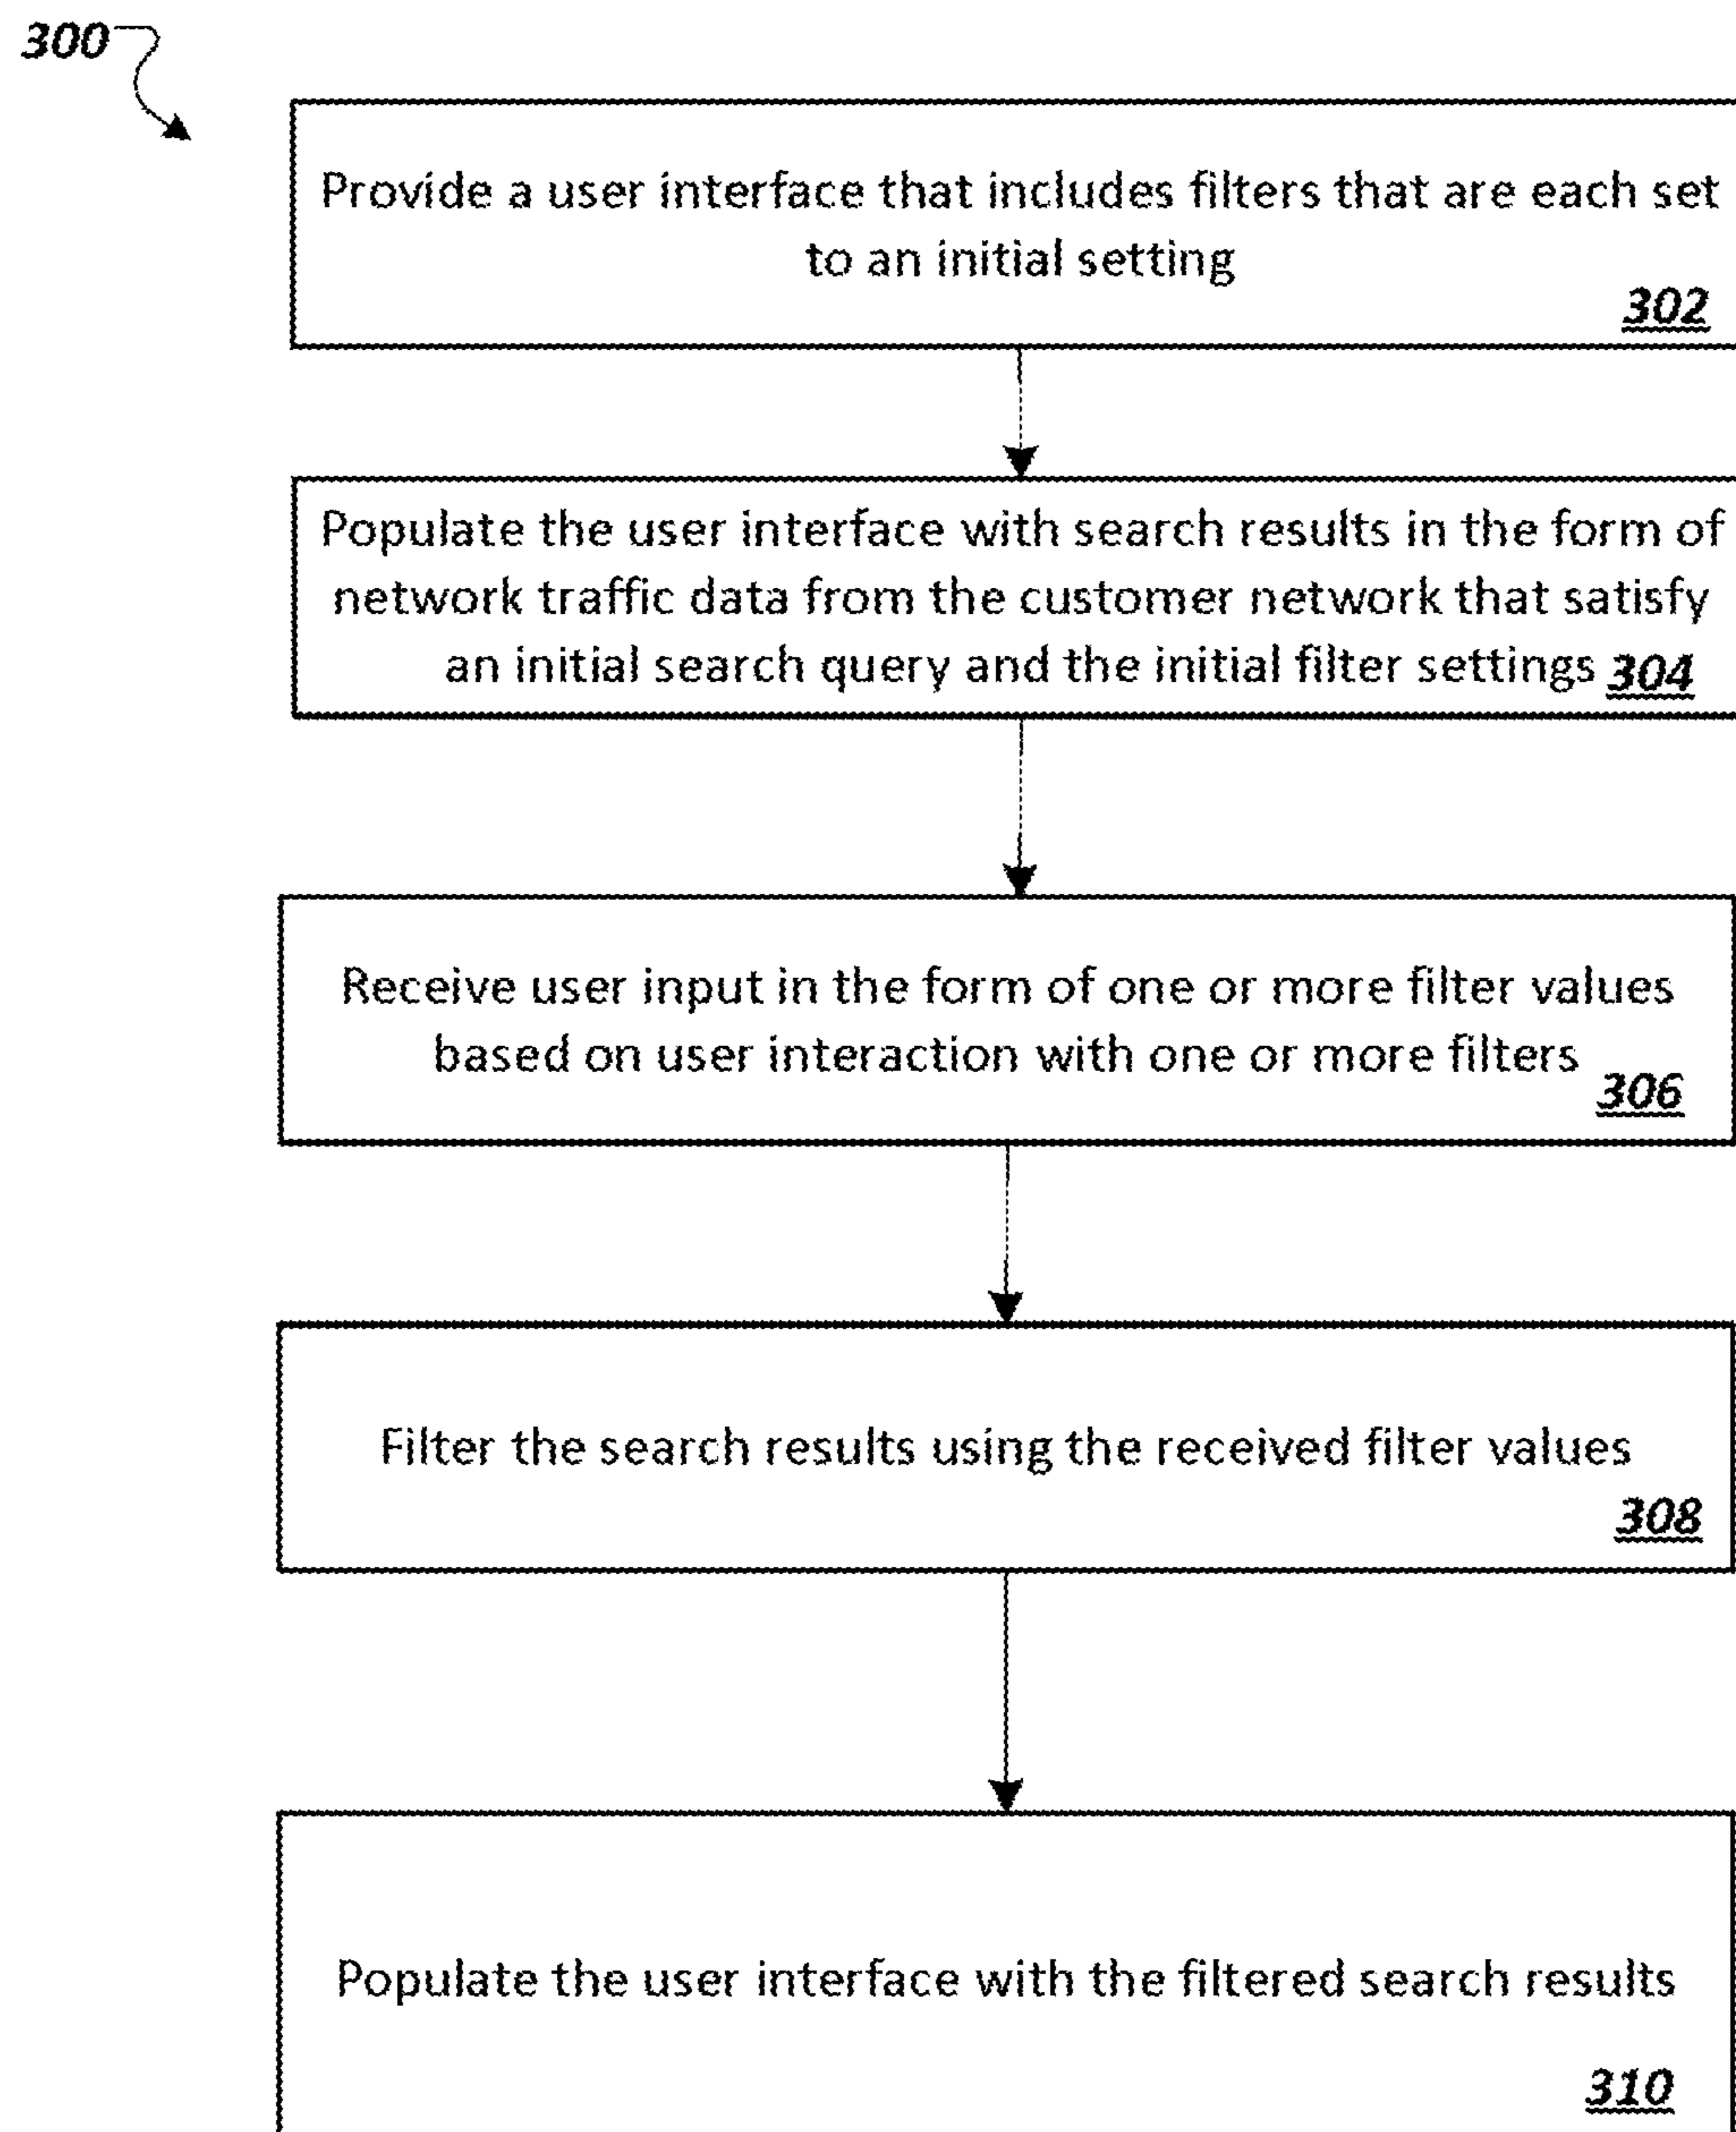 300
Provide a user interface that includes filters that are each set
to an initial setting
302
Populate the user interface with search results in the form of
network traffic data from the customer network that satisfy
an initial search query and the initial filter settings 304
Receive user input in the form of one or more filter values
based on user interaction with one or more filters
306
Filter the search results using the received filter values
308
Populate the user interface with the filtered search results
310